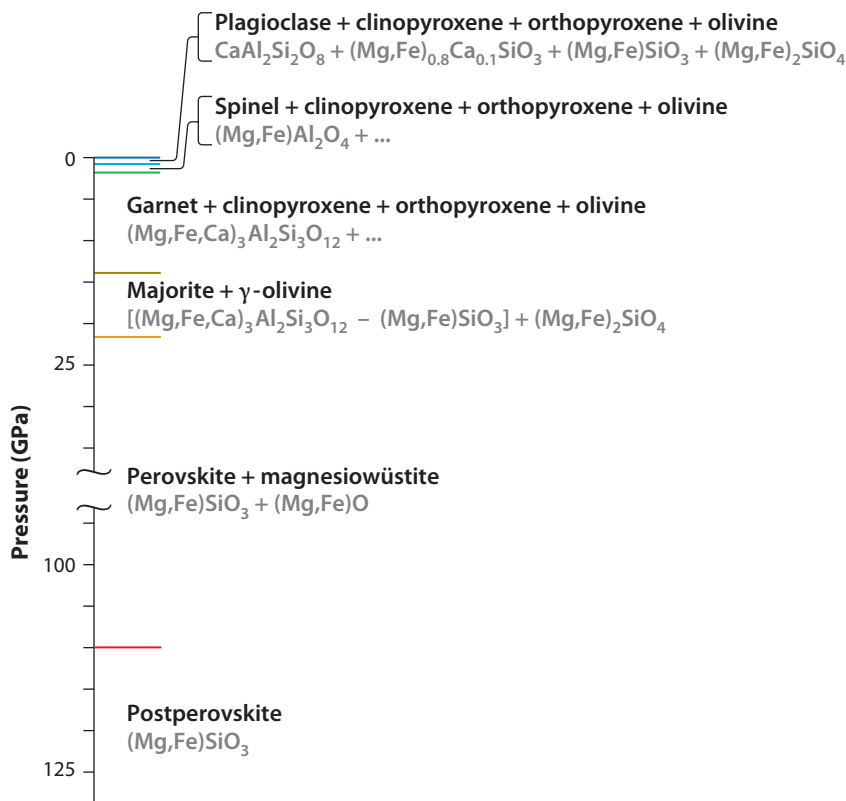 Plagioclase + clinopyroxene + orthopyroxene + olivine
CaAl₂Si₂O₈ + (Mg,Fe)₀.₈Ca₀.₁SiO₃ + (Mg,Fe)SiO₃ + (Mg,Fe)₂SiO₄
Spinel + clinopyroxene + orthopyroxene + olivine
(Mg,Fe)Al₂O₄ + ...
0
Garnet + clinopyroxene + orthopyroxene + olivine
(Mg,Fe,Ca)₃Al₂Si₃O₁₂ + ...
Majorite + γ-olivine
[(Mg,Fe,Ca)₃Al₂Si₃O₁₂ – (Mg,Fe)SiO₃] + (Mg,Fe)₂SiO₄
25
Pressure (GPa)
Perovskite + magnesiowüstite
(Mg,Fe)SiO₃ + (Mg,Fe)O
100
Postperovskite
(Mg,Fe)SiO₃
125